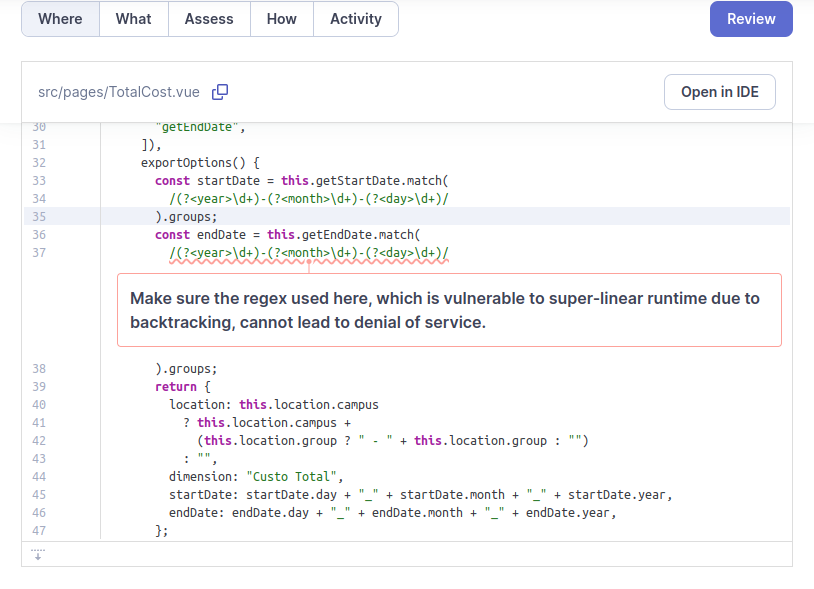 Where What Assess How Activity Review
src/pages/TotalCost.vue Open in IDE
30 "getEndDate",
31 ]),
32 exportOptions() {
33 const startDate = this.getStartDate.match(
34 /(?<year>\d+)-(?<month>\d+)-(?<day>\d+)/
35 ).groups;
36 const endDate = this.getEndDate.match(
37 /(?<year>\d+)-(?<month>\d+)-(?<day>\d+)/
Make sure the regex used here, which is vulnerable to super-linear runtime due to
backtracking, cannot lead to denial of service.
38 ).groups;
39 return {
40 location: this.location.campus
41 ? this.location.campus +
42 (this.location.group ? " - " + this.location.group : "")
43 : "",
44 dimension: "Custo Total",
45 startDate: startDate.day + "_" + startDate.month + "_" + startDate.year,
46 endDate: endDate.day + "_" + endDate.month + "_" + endDate.year,
47 };